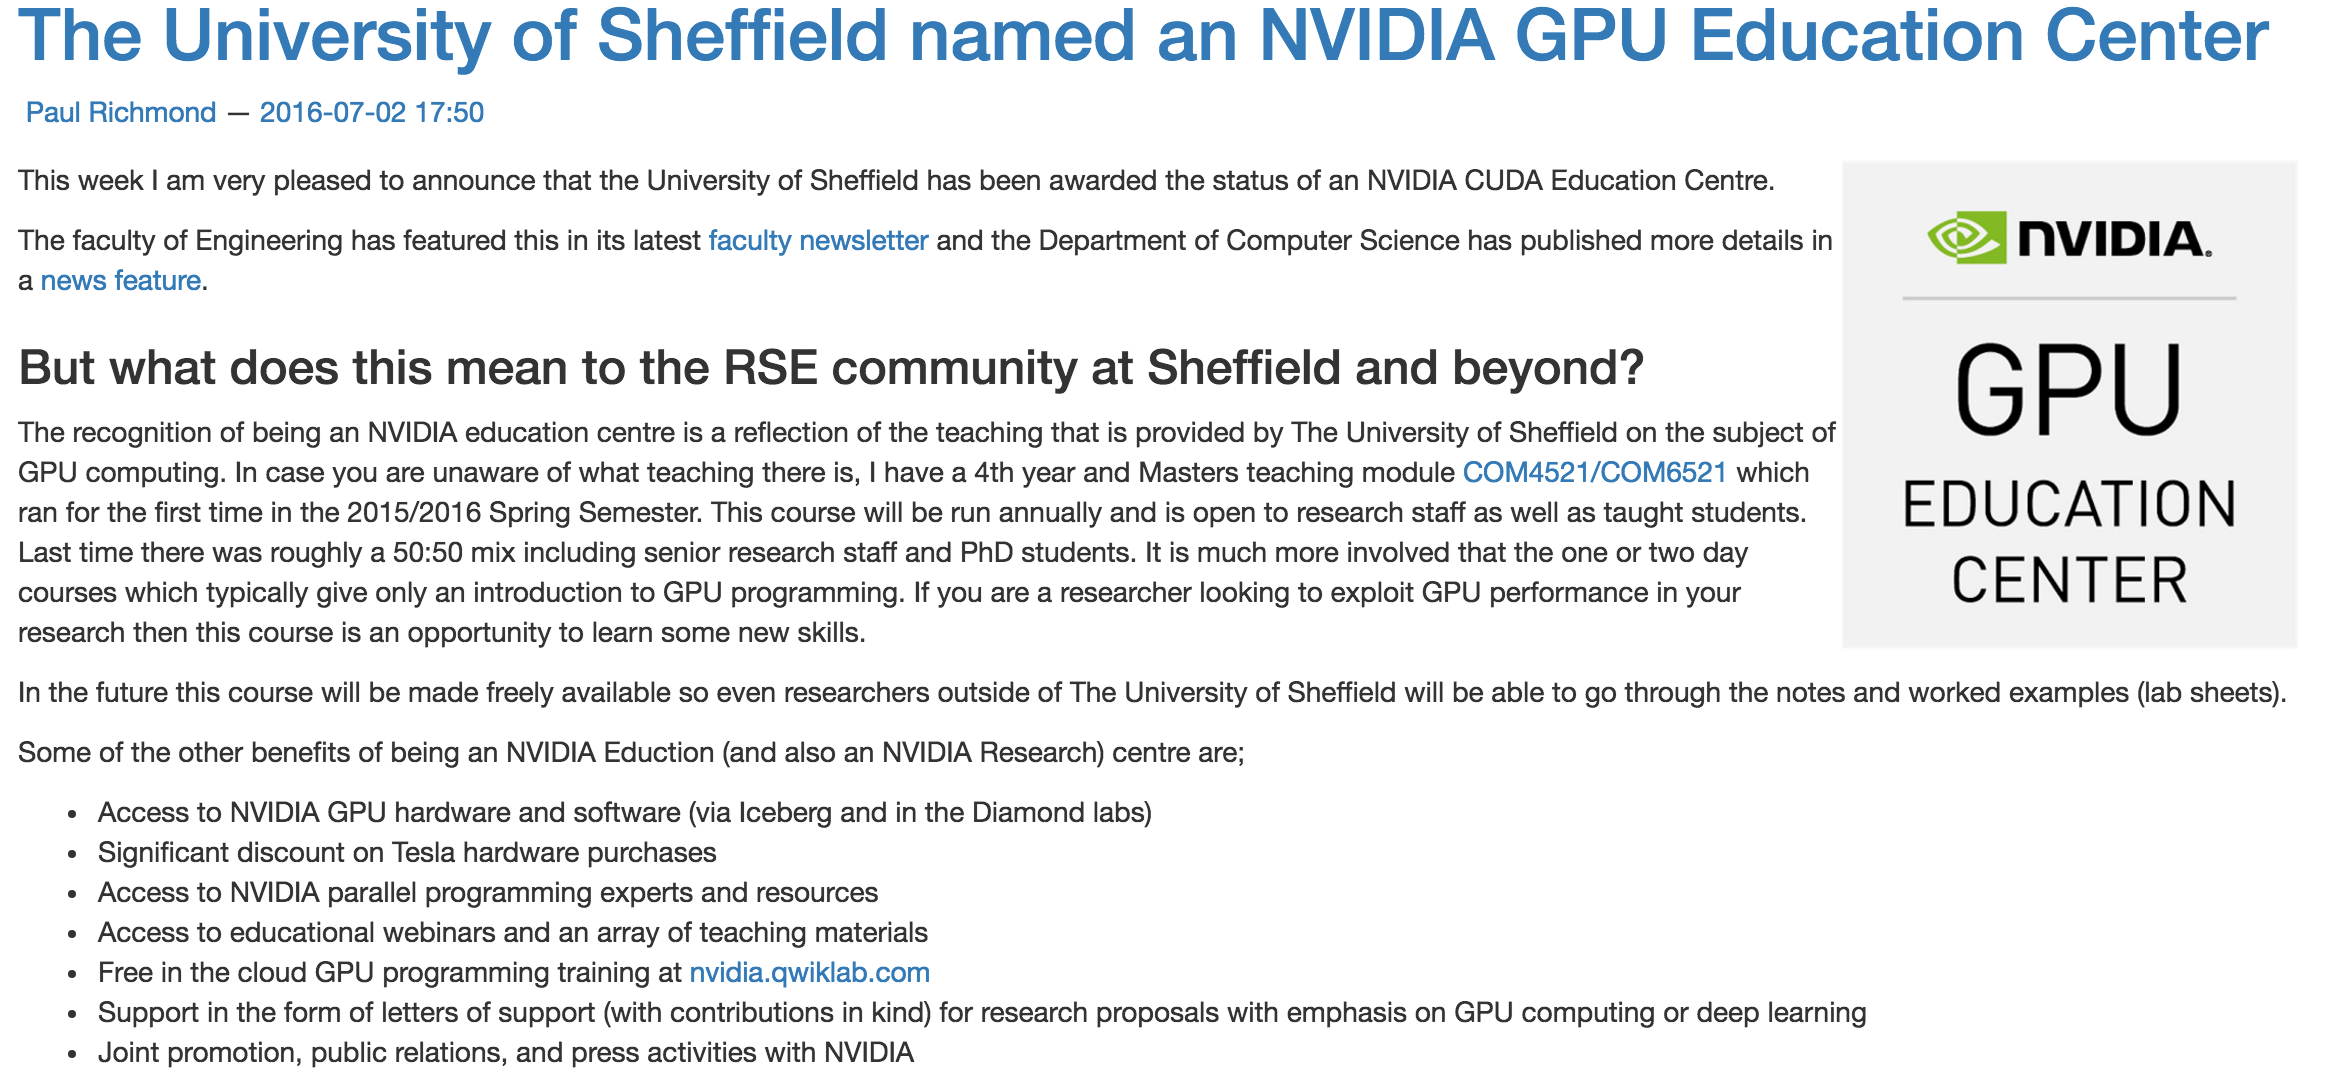 The University of Sheffield named an NVIDIA GPU Education Center
Paul Richmond — 2016-07-02 17:50
This week I am very pleased to announce that the University of Sheffield has been awarded the status of an NVIDIA CUDA Education Centre.
The faculty of Engineering has featured this in its latest faculty newsletter and the Department of Computer Science has published more details in
a news feature.
But what does this mean to the RSE community at Sheffield and beyond?
The recognition of being an NVIDIA education centre is a reflection of the teaching that is provided by The University of Sheffield on the subject of
GPU computing. In case you are unaware of what teaching there is, I have a 4th year and Masters teaching module COM4521/COM6521 which
ran for the first time in the 2015/2016 Spring Semester. This course will be run annually and is open to research staff as well as taught students.
Last time there was roughly a 50:50 mix including senior research staff and PhD students. It is much more involved that the one or two day
courses which typically give only an introduction to GPU programming. If you are a researcher looking to exploit GPU performance in your
research then this course is an opportunity to learn some new skills.
nVIDIA.
GPU
EDUCATION
CENTER
In the future this course will be made freely available so even researchers outside of The University of Sheffield will be able to go through the notes and worked examples (lab sheets).
Some of the other benefits of being an NVIDIA Eduction (and also an NVIDIA Research) centre are;
• Access to NVIDIA GPU hardware and software (via Iceberg and in the Diamond labs)
• Significant discount on Tesla hardware purchases
• Access to NVIDIA parallel programming experts and resources
• Access to educational webinars and an array of teaching materials
• Free in the cloud GPU programming training at nvidia.qwiklab.com
• Support in the form of letters of support (with contributions in kind) for research proposals with emphasis on GPU computing or deep learning
• Joint promotion, public relations, and press activities with NVIDIA